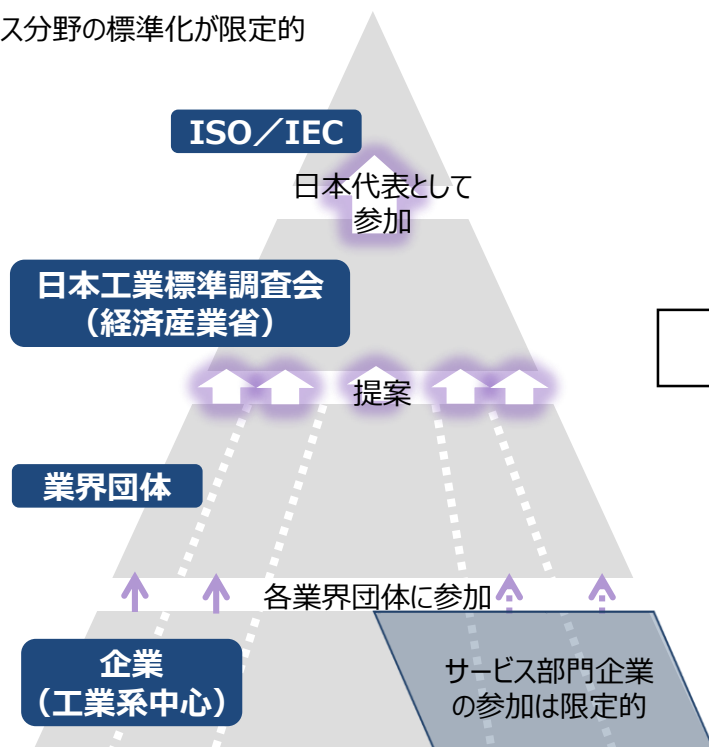 ス分野の標準化が限定的
ISO／IEC
日本代表として
参加
日本工業標準調査会
（経済産業省）
提案
業界団体
各業界団体に参加
企業
（工業系中心）
サービス部門企業
の参加は限定的